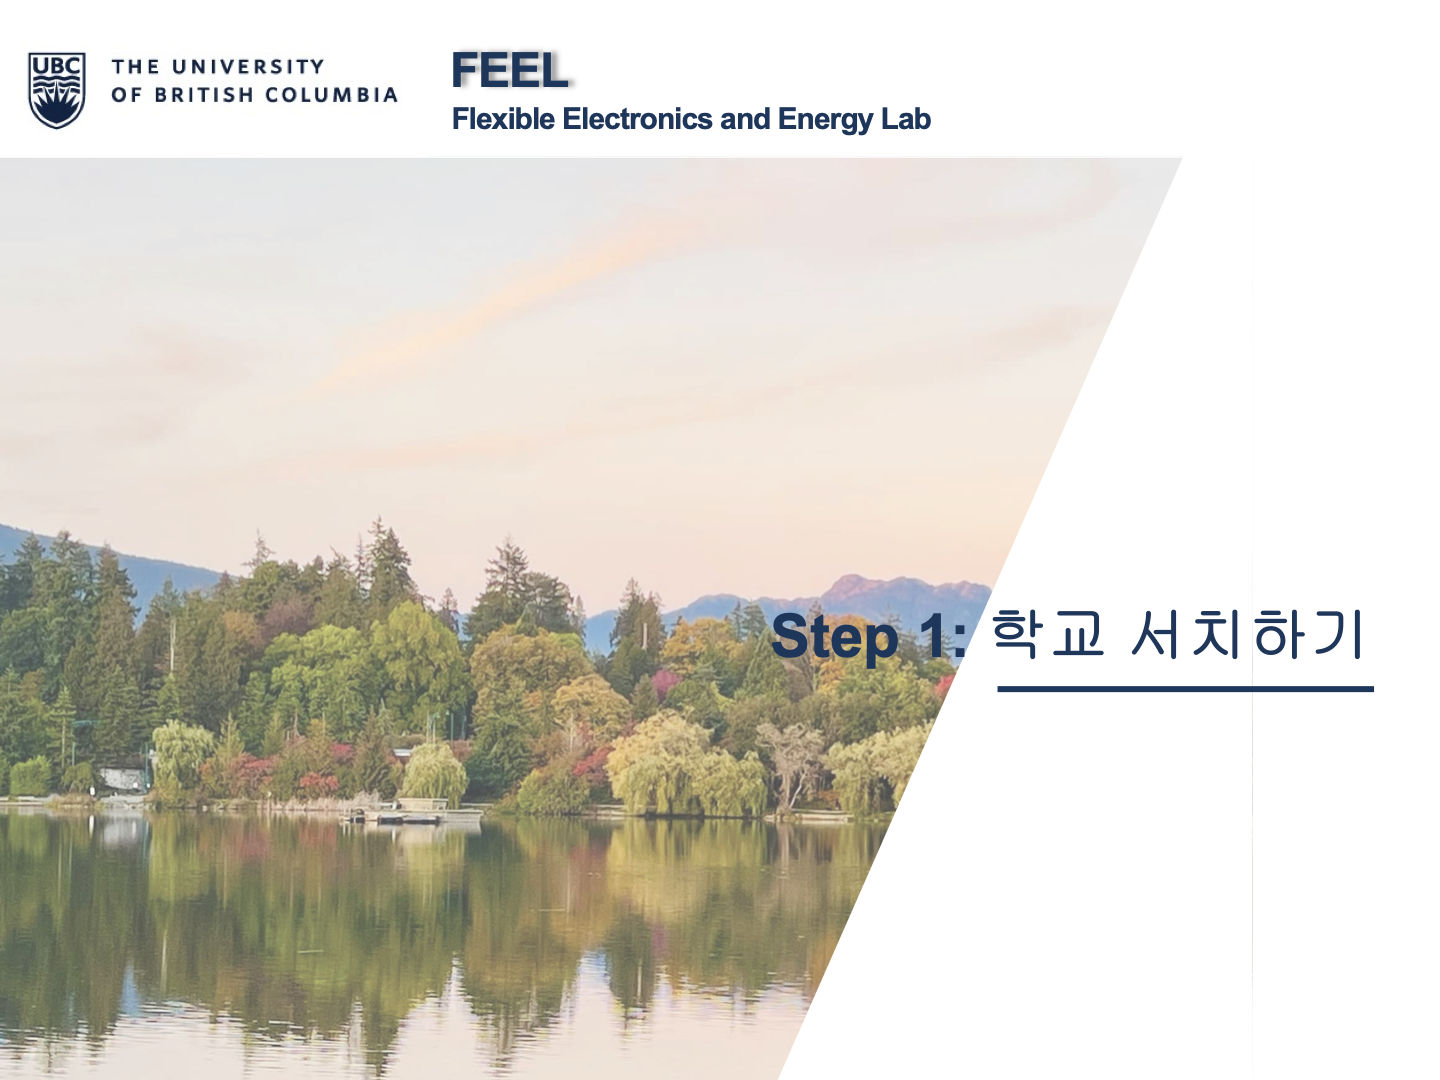 UBC
THE UNIVERSITY
OF BRITISH COLUMBIA
FEEL
Flexible Electronics and Energy Lab
Step 1: 학교 서치하기